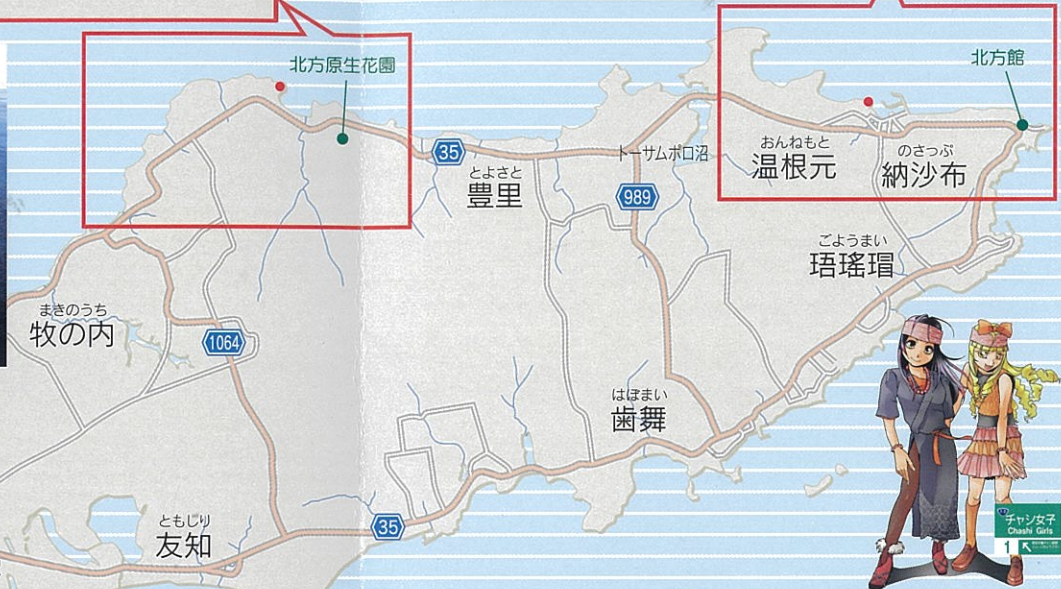 北方原生花園
北方館
35
とよさと
豊里
トーサムポロ沼
おんねもと
温根元
のさっぷ
納沙布
989
ごようまい
珸瑤瑁
まきのうち
牧の内
1064
はぼまい
歯舞
ともしり
友知
35
チャシ女子
Chashi Girls
1